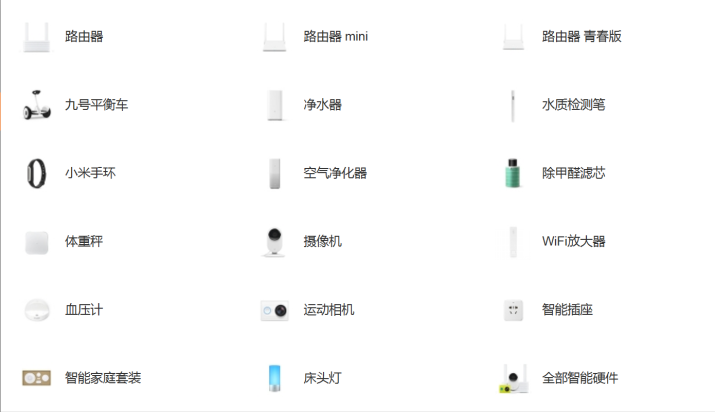 路由器
路由器 mini
路由器 青春版
九号平衡车
净水器
水质检测笔
小米手环
空气净化器
除甲醛滤芯
体重秤
摄像机
WiFi放大器
血压计
运动相机
智能插座
智能家庭套装
床头灯
全部智能硬件